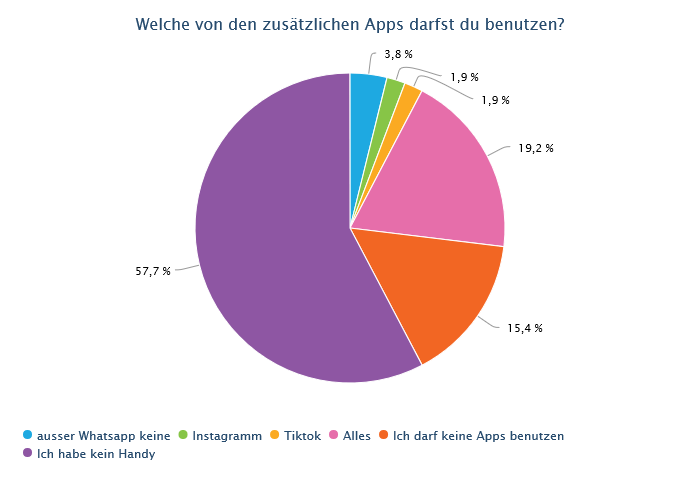 Welche von den zusätzlichen Apps darfst du benutzen?
3,8 %
1,9 %
1,9 %
19,2 %
57,7 %
15,4 %
ausser Whatsapp keine Instagramm Tiktok Alles Ich darf keine Apps benutzen
Ich habe kein Handy